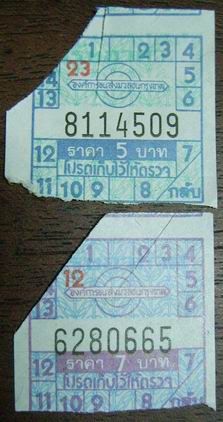 1 3 4
14 23 5
องค์การขนส่งมวลชนกรุงเทพ
13 6
8114509
12 ราคา 5 บาท 7
โปรดเก็บไว้ให้ตรวจ
11 10 9 8 กลับ
1 3 4
12 5
องค์การขนส่งมวลชนกรุงเทพ
6
6280665
12 ราคา 7 บาท 7
โปรดเก็บไว้ให้ตรวจ
11 10 9 8 กลับ